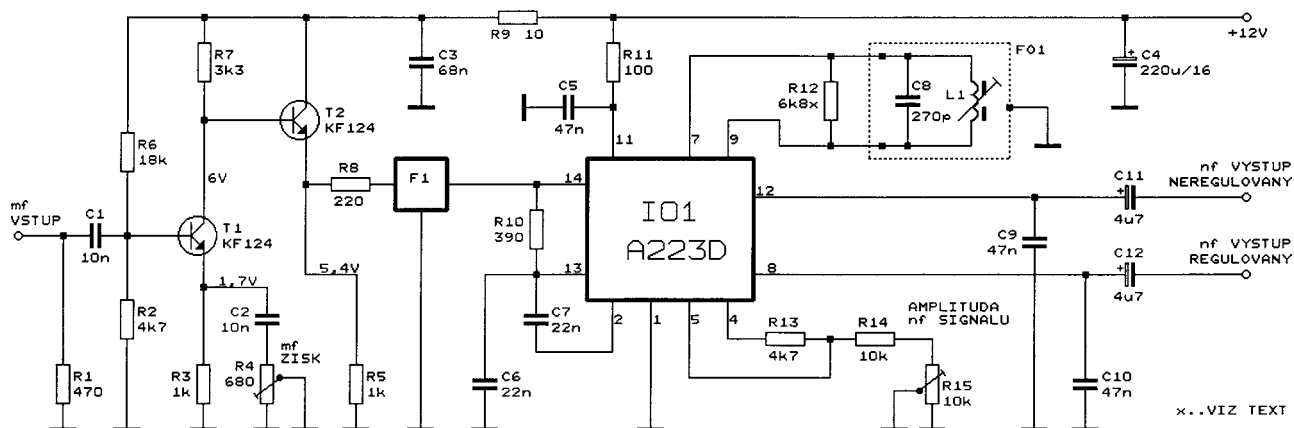 R9 10
+12V
R7
3k3
C3
68n
R11
100
F01
C4
220u/16
T2
KF124
C5
47n
R12
6k8x
C8
270p
L1
R6
18k
11
7
9
6V
R8
220
F1
14
12
nf VYSTUP
NEREGULOVANY
C11
4u7
mf
VSTUP
C1
10n
T1
KF124
R10
390
IO1
A223D
C9
47n
nf VYSTUP
REGULOVANY
5,4V
13
8
C12
4u7
1,7V
R2
4k7
C2
10n
C7
22n
2
1
5
4
AMPLITUDA
nf SIGNALU
R13
4k7
R14
10k
mf
ZISK
R1
470
R3
1k
R4
680
R5
1k
C6
22n
R15
10k
C10
47n
x..VIZ TEXT